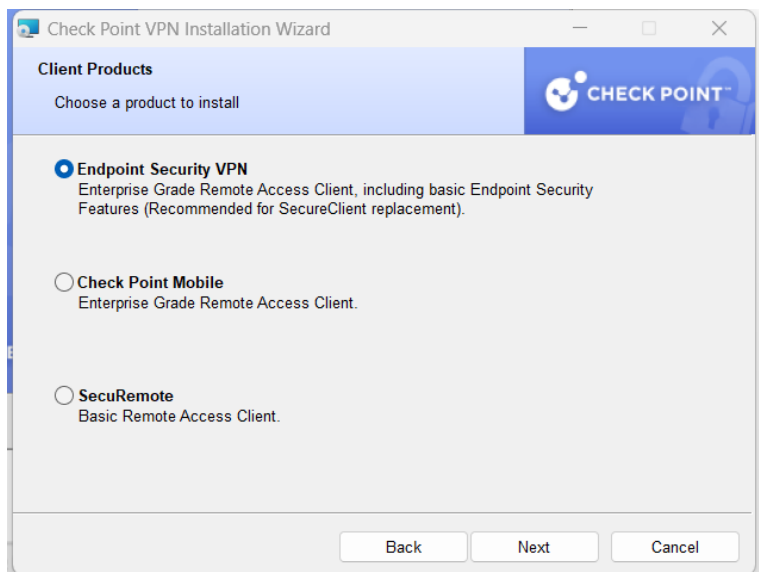 Check Point VPN Installation Wizard
Client Products
Choose a product to install
CHECK POINT™
Endpoint Security VPN
Enterprise Grade Remote Access Client, including basic Endpoint Security
Features (Recommended for SecureClient replacement).
Check Point Mobile
Enterprise Grade Remote Access Client.
SecuRemote
Basic Remote Access Client.
Back
Next
Cancel